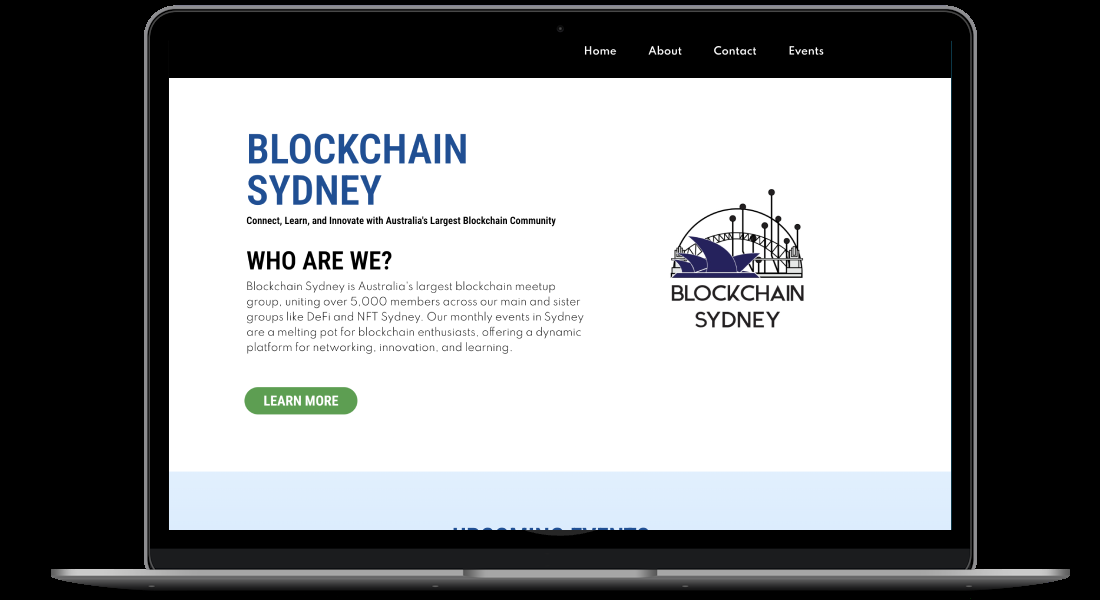 Home About Contact Events
BLOCKCHAIN
SYDNEY
Connect, Learn, and Innovate with Australia's Largest Blockchain Community
WHO ARE WE?
Blockchain Sydney is Australia's largest blockchain meetup
group, uniting over 5,000 members across our main and sister
groups like DeFi and NFT Sydney. Our monthly events in Sydney
are a melting pot for blockchain enthusiasts, offering a dynamic
platform for networking, innovation, and learning.
LEARN MORE
BLOCKCHAIN
SYDNEY
UPCOMING EVENTS